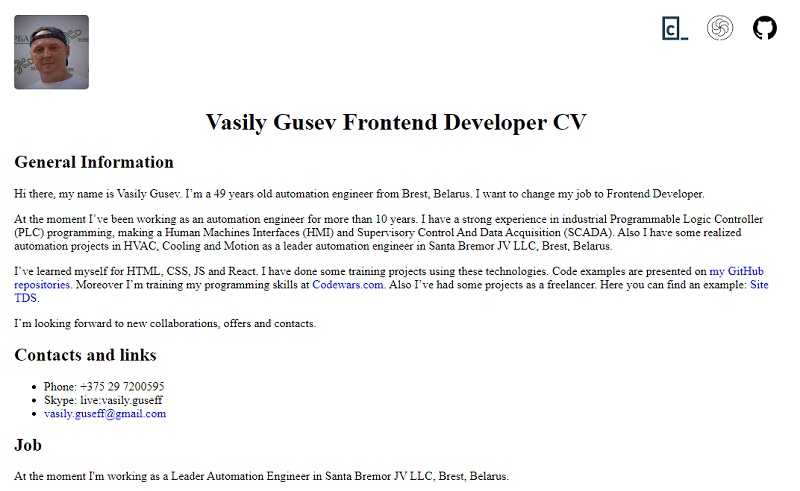 c_
Vasily Gusev Frontend Developer CV
General Information
Hi there, my name is Vasily Gusev. I’m a 49 years old automation engineer from Brest, Belarus. I want to change my job to Frontend Developer.
At the moment I’ve been working as an automation engineer for more than 10 years. I have a strong experience in industrial Programmable Logic Controller
(PLC) programming, making a Human Machines Interfaces (HMI) and Supervisory Control And Data Acquisition (SCADA). Also I have some realized
automation projects in HVAC, Cooling and Motion as a leader automation engineer in Santa Bremor JV LLC, Brest, Belarus.
I’ve learned myself for HTML, CSS, JS and React. I have done some training projects using these technologies. Code examples are presented on my GitHub
repositories. Moreover I’m training my programming skills at Codewars.com. Also I’ve had some projects as a freelancer. Here you can find an example: Site
TDS.
I’m looking forward to new collaborations, offers and contacts.
Contacts and links
• Phone: +375 29 7200595
• Skype: live:vasily.guseff
• vasily.guseff@gmail.com
Job
At the moment I'm working as a Leader Automation Engineer in Santa Bremor JV LLC, Brest, Belarus.